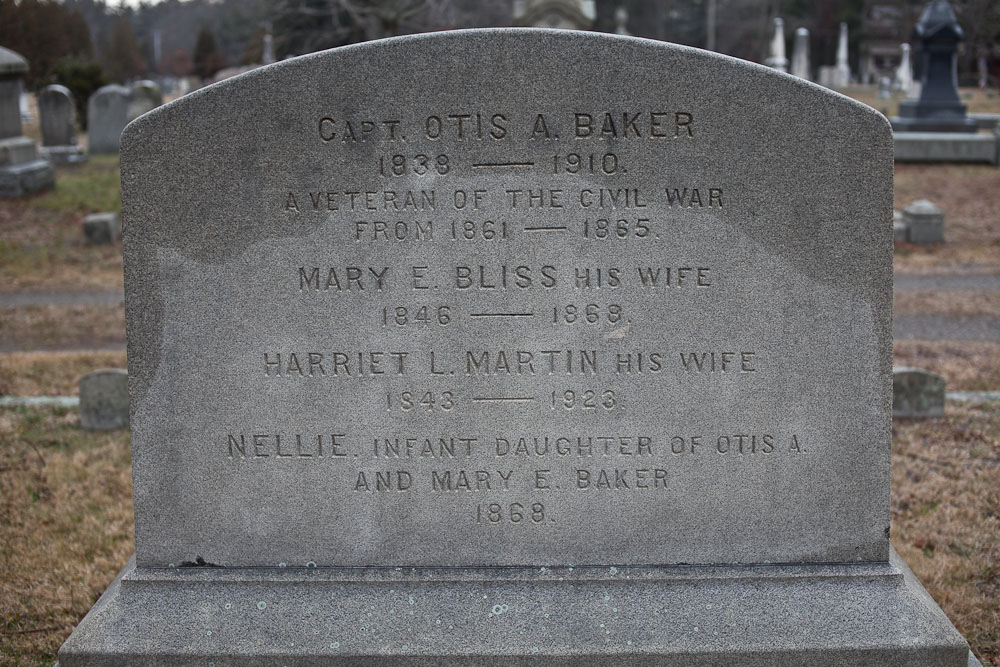 CAPT. OTIS A. BAKER
1838 — 1910.
A VETERAN OF THE CIVIL WAR
FROM 1861 — 1865.
MARY E. BLISS HIS WIFE
1846 — 1868.
HARRIET L. MARTIN HIS WIFE
1843 — 1923.
NELLIE. INFANT DAUGHTER OF OTIS A.
AND MARY E. BAKER
1868.